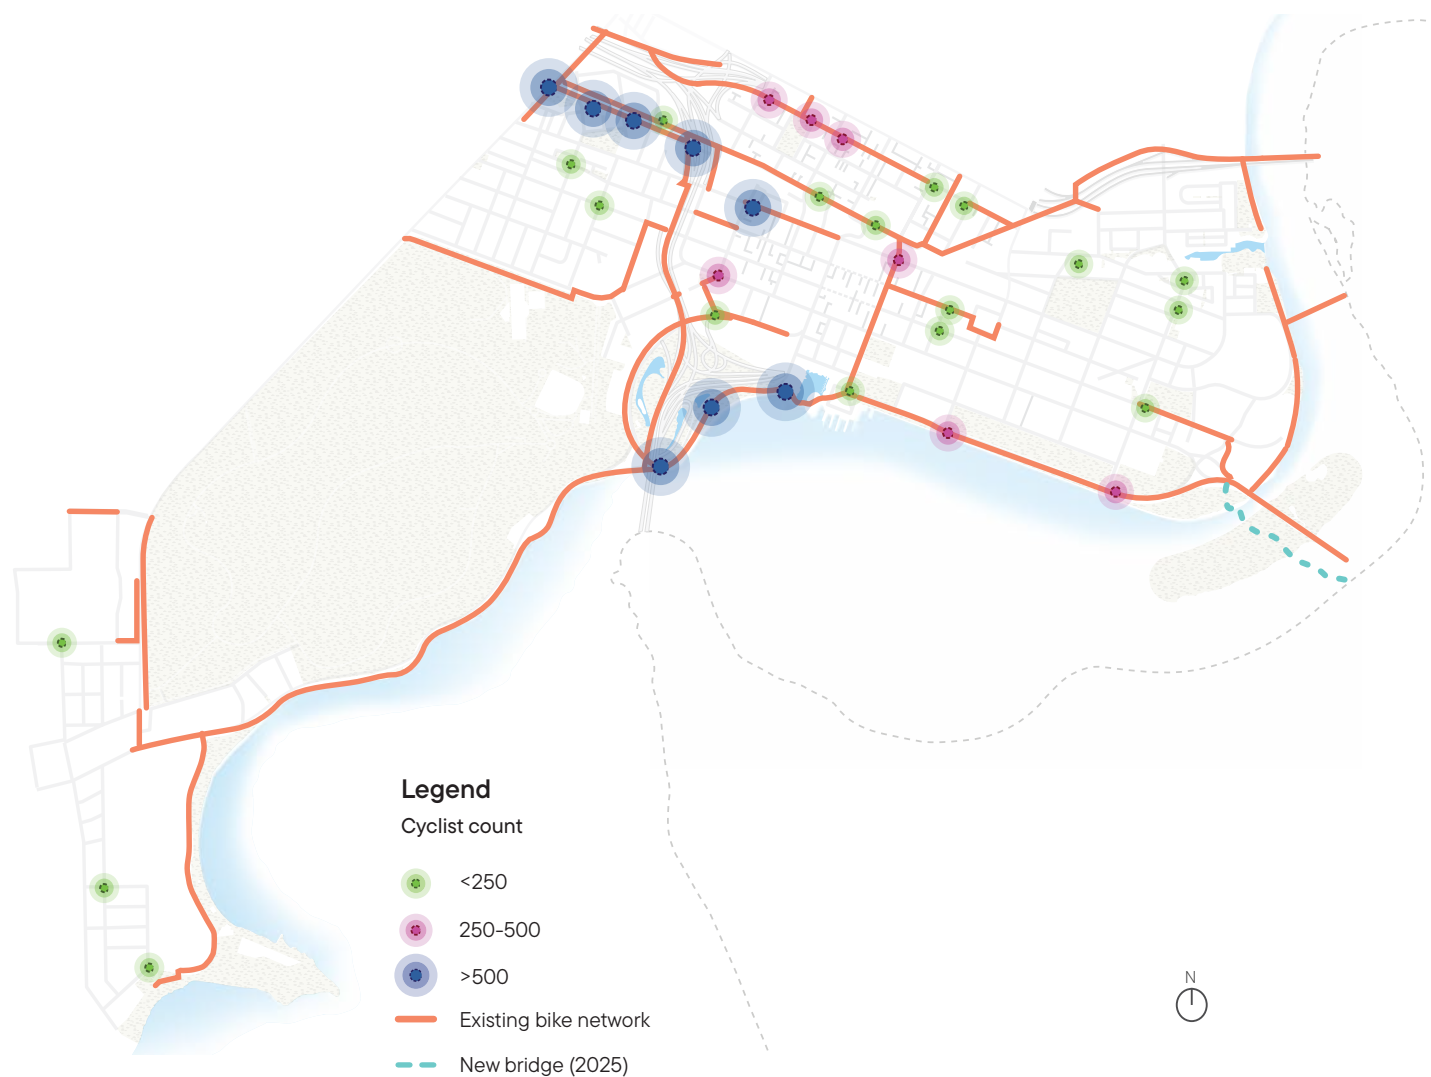 Legend
Cyclist count
<250
250-500
>500
Existing bike network
New bridge (2025)
N